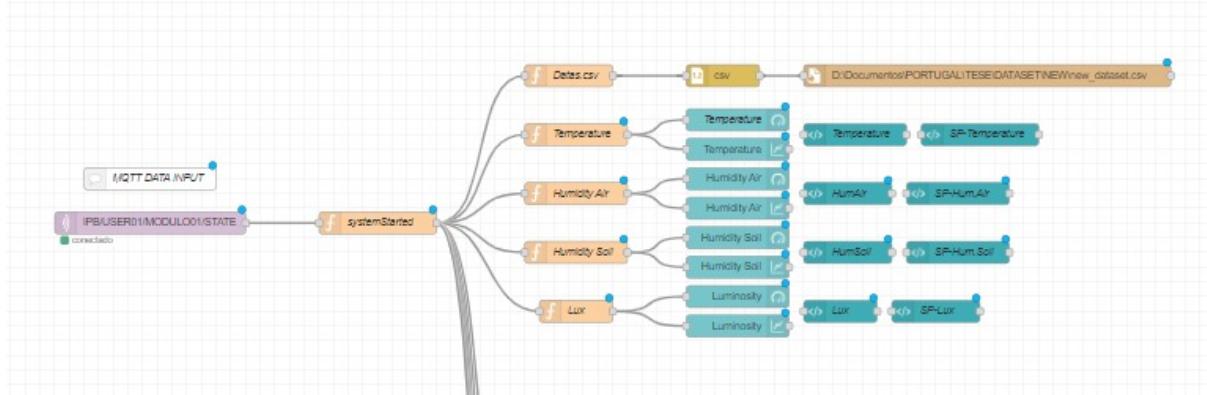 Datas.csv
csv
D:\Documentos\PORTUGAL\TESE\DATASET\NEW\new_dataset.csv
Temperature
Temperature
Temperature
Temperature
SP-Temperature
MQTT DATA INPUT
IPB/USER01/MODULO01/STATE
conectado
systemStarted
Humidity Air
Humidity Air
Humidity Air
HumAir
SP-Hum.Air
Humidity Soil
Humidity Soil
Humidity Soil
HumSoil
SP-Hum.Soil
Lux
Luminosity
Luminosity
Lux
SP-Lux